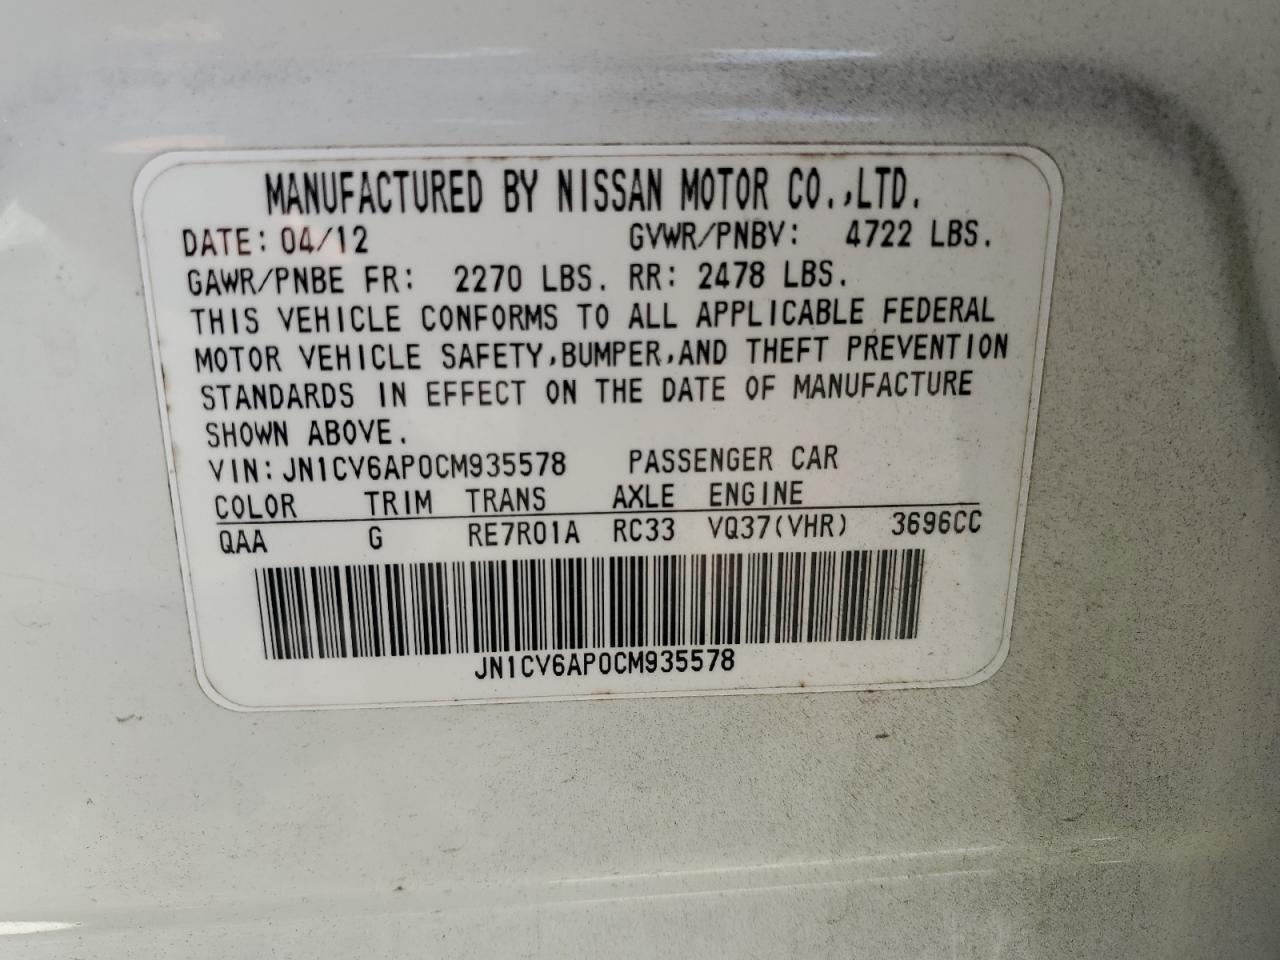 MANUFACTURED BY NISSAN MOTOR CO.,LTD.
DATE: 04/12 GVWR/PNBV: 4722 LBS.
GAWR/PNBE FR: 2270 LBS. RR: 2478 LBS.
THIS VEHICLE CONFORMS TO ALL APPLICABLE FEDERAL
MOTOR VEHICLE SAFETY,BUMPER,AND THEFT PREVENTION
STANDARDS IN EFFECT ON THE DATE OF MANUFACTURE
SHOWN ABOVE.
VIN: JN1CV6AP0CM935578 PASSENGER CAR
COLOR TRIM TRANS AXLE ENGINE
QAA G RE7R01A RC33 VQ37(VHR) 3696CC
JN1CV6AP0CM935578